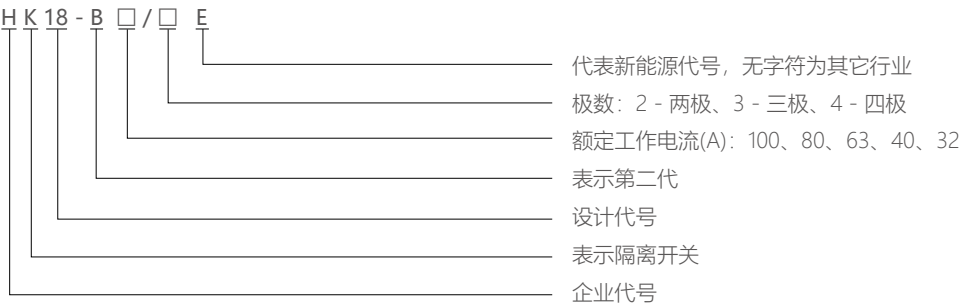 HK18-B□/□ E
代表新能源代号，无字符为其它行业
极数：2-两极、3-三极、4-四极
额定工作电流(A)：100、80、63、40、32
表示第二代
设计代号
表示隔离开关
企业代号